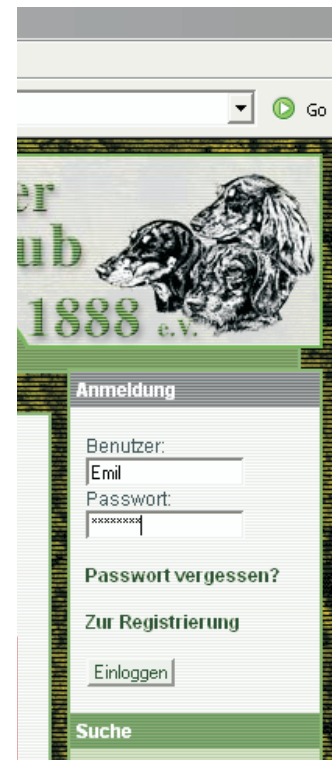 Go
er
ub
1888 e.V.
Anmeldung
Benutzer:
Emil
Passwort:
********
Passwort vergessen?
Zur Registrierung
Einloggen
Suche